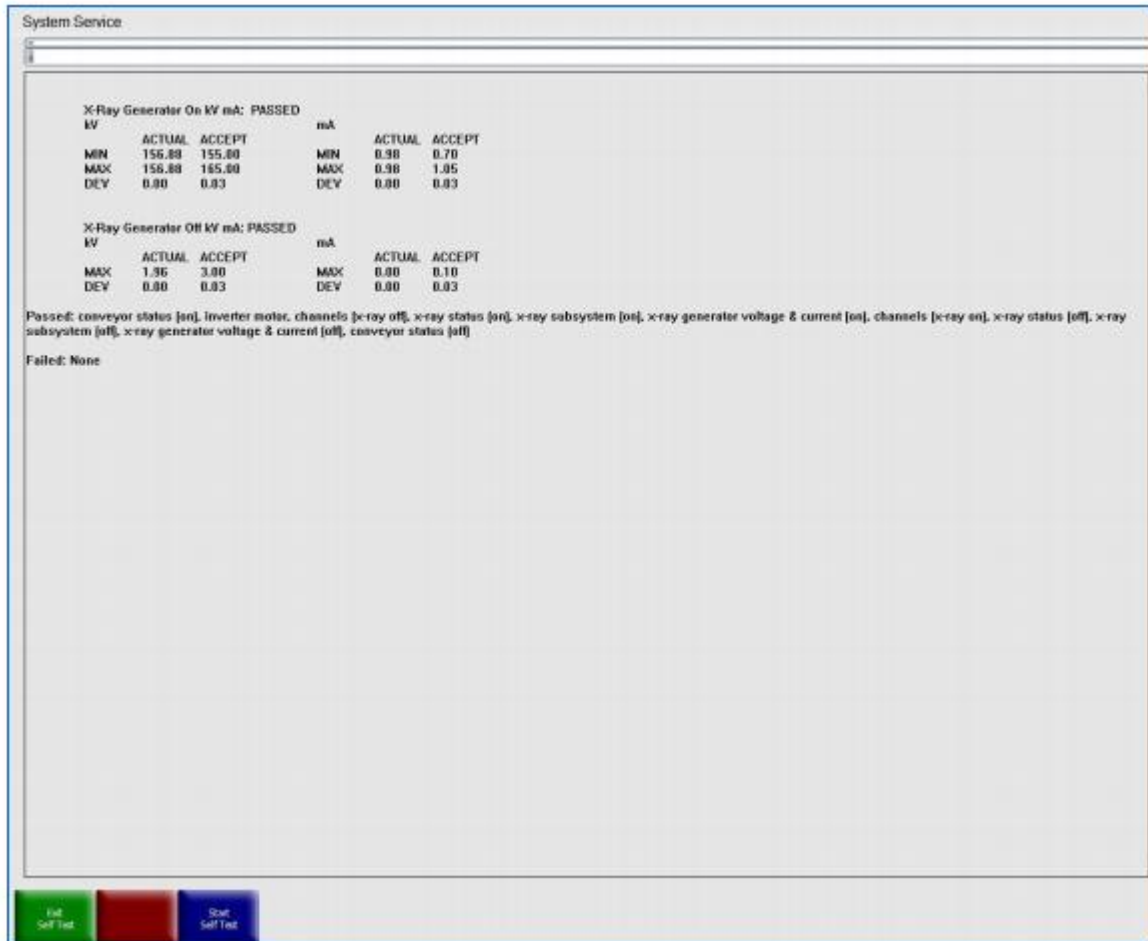 System Service
X-Ray Generator On kV mA: PASSED
kV mA
ACTUAL ACCEPT ACTUAL ACCEPT
MIN 156.88 155.00 MIN 0.98 0.70
MAX 156.88 165.00 MAX 0.98 1.05
DEV 0.00 0.03 DEV 0.00 0.03
X-Ray Generator Off kV mA: PASSED
kV mA
ACTUAL ACCEPT ACTUAL ACCEPT
MAX 1.96 3.00 MAX 0.00 0.10
DEV 0.00 0.03 DEV 0.00 0.03
Passed: conveyor status [on], inverter motor, channels [x-ray off], x-ray status [on], x-ray subsystem [on], x-ray generator voltage & current [on], channels [x-ray on], x-ray status [off], x-ray
subsystem [off], x-ray generator voltage & current [off], conveyor status [off]
Failed: None
Exit Start
Self Test Self Test